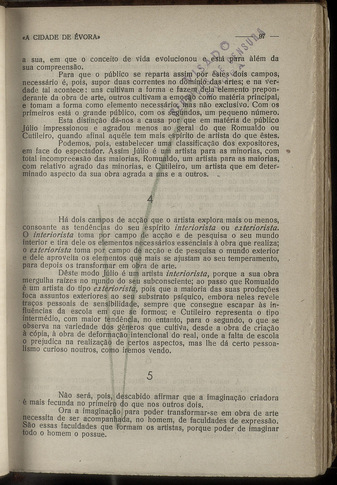 «A CIDADE DE ÉVORA» — 97 —
a sua, em que o conceito de vida evolucionou e está para além da
sua compreensão.
Para que o público se reparta assim por estes dois campos,
necessário é, pois, supor duas correntes no domínio das artes; e na ver-
dade tal acontece: uns cultivam a forma e fazem dela elemento prepon-
derante da obra de arte, outros cultivam a emoção como matéria principal,
e tomam a forma como elemento necessário, mas não exclusivo. Com os
primeiros está o grande público, com os segundos, um pequeno número.
Esta distinção dá-nos a causa por que em matéria de público
Júlio impressionou e agradou menos ao geral do que Romualdo ou
Cutileiro, quando afinal aquêle tem mais espírito de artista do que êstes.
Podemos, pois, estabelecer uma classificação dos expositores,
em face do espectador. Assim Júlio é um artista para as minorias, com
total incompreensão das maiorias, Romualdo, um artista para as maiorias,
com relativo agrado das minorias, e Cutileiro, um artista que em deter-
minado aspecto da sua obra agrada a uns e a outros.
4
Há dois campos de acção que o artista explora mais ou menos,
consoante as tendências do seu espírito interiorista ou exteriorista.
O interiorista toma por campo de acção e de pesquisa o seu mundo
interior e tira dele os elementos necessários essenciais à obra que realiza;
o exteriorista toma por campo de acção e de pesquisa o mundo exterior
e dele aproveita os elementos que mais se ajustam ao seu temperamento,
para depois os transformar em obra de arte.
Dêste modo Júlio é um artista interiorista, porque a sua obra
mergulha raízes no mundo do seu subconsciente; ao passo que Romualdo
é um artista do tipo exteriorista, pois que a maioria das suas produções
foca assuntos exteriores ao substrato psíquico, embora neles revele
traços pessoais de sensibilidade, sempre que consegue escapar às in-
fluências da escola em que se formou; e Cutileiro representa o tipo
intermédio, com maior tendência, no entanto, para o segundo, o que se
observa na variedade dos géneros que cultiva, desde a obra de criação
à cópia, à obra de deformação intencional do real, onde a falta de escola
o prejudica na realização de certos aspectos, mas lhe dá certo pessoa-
lismo curioso noutros, como iremos vendo.
5
Não será, pois, descabido afirmar que a imaginação criadora
é mais fecunda no primeiro do que nos outros dois.
Ora a imaginação para poder transformar-se em obra de arte
necessita de ser acompanhada, no homem, de faculdades de expressão.
São essas faculdades que formam os artistas, porque poder de imaginar
todo o homem o possue.